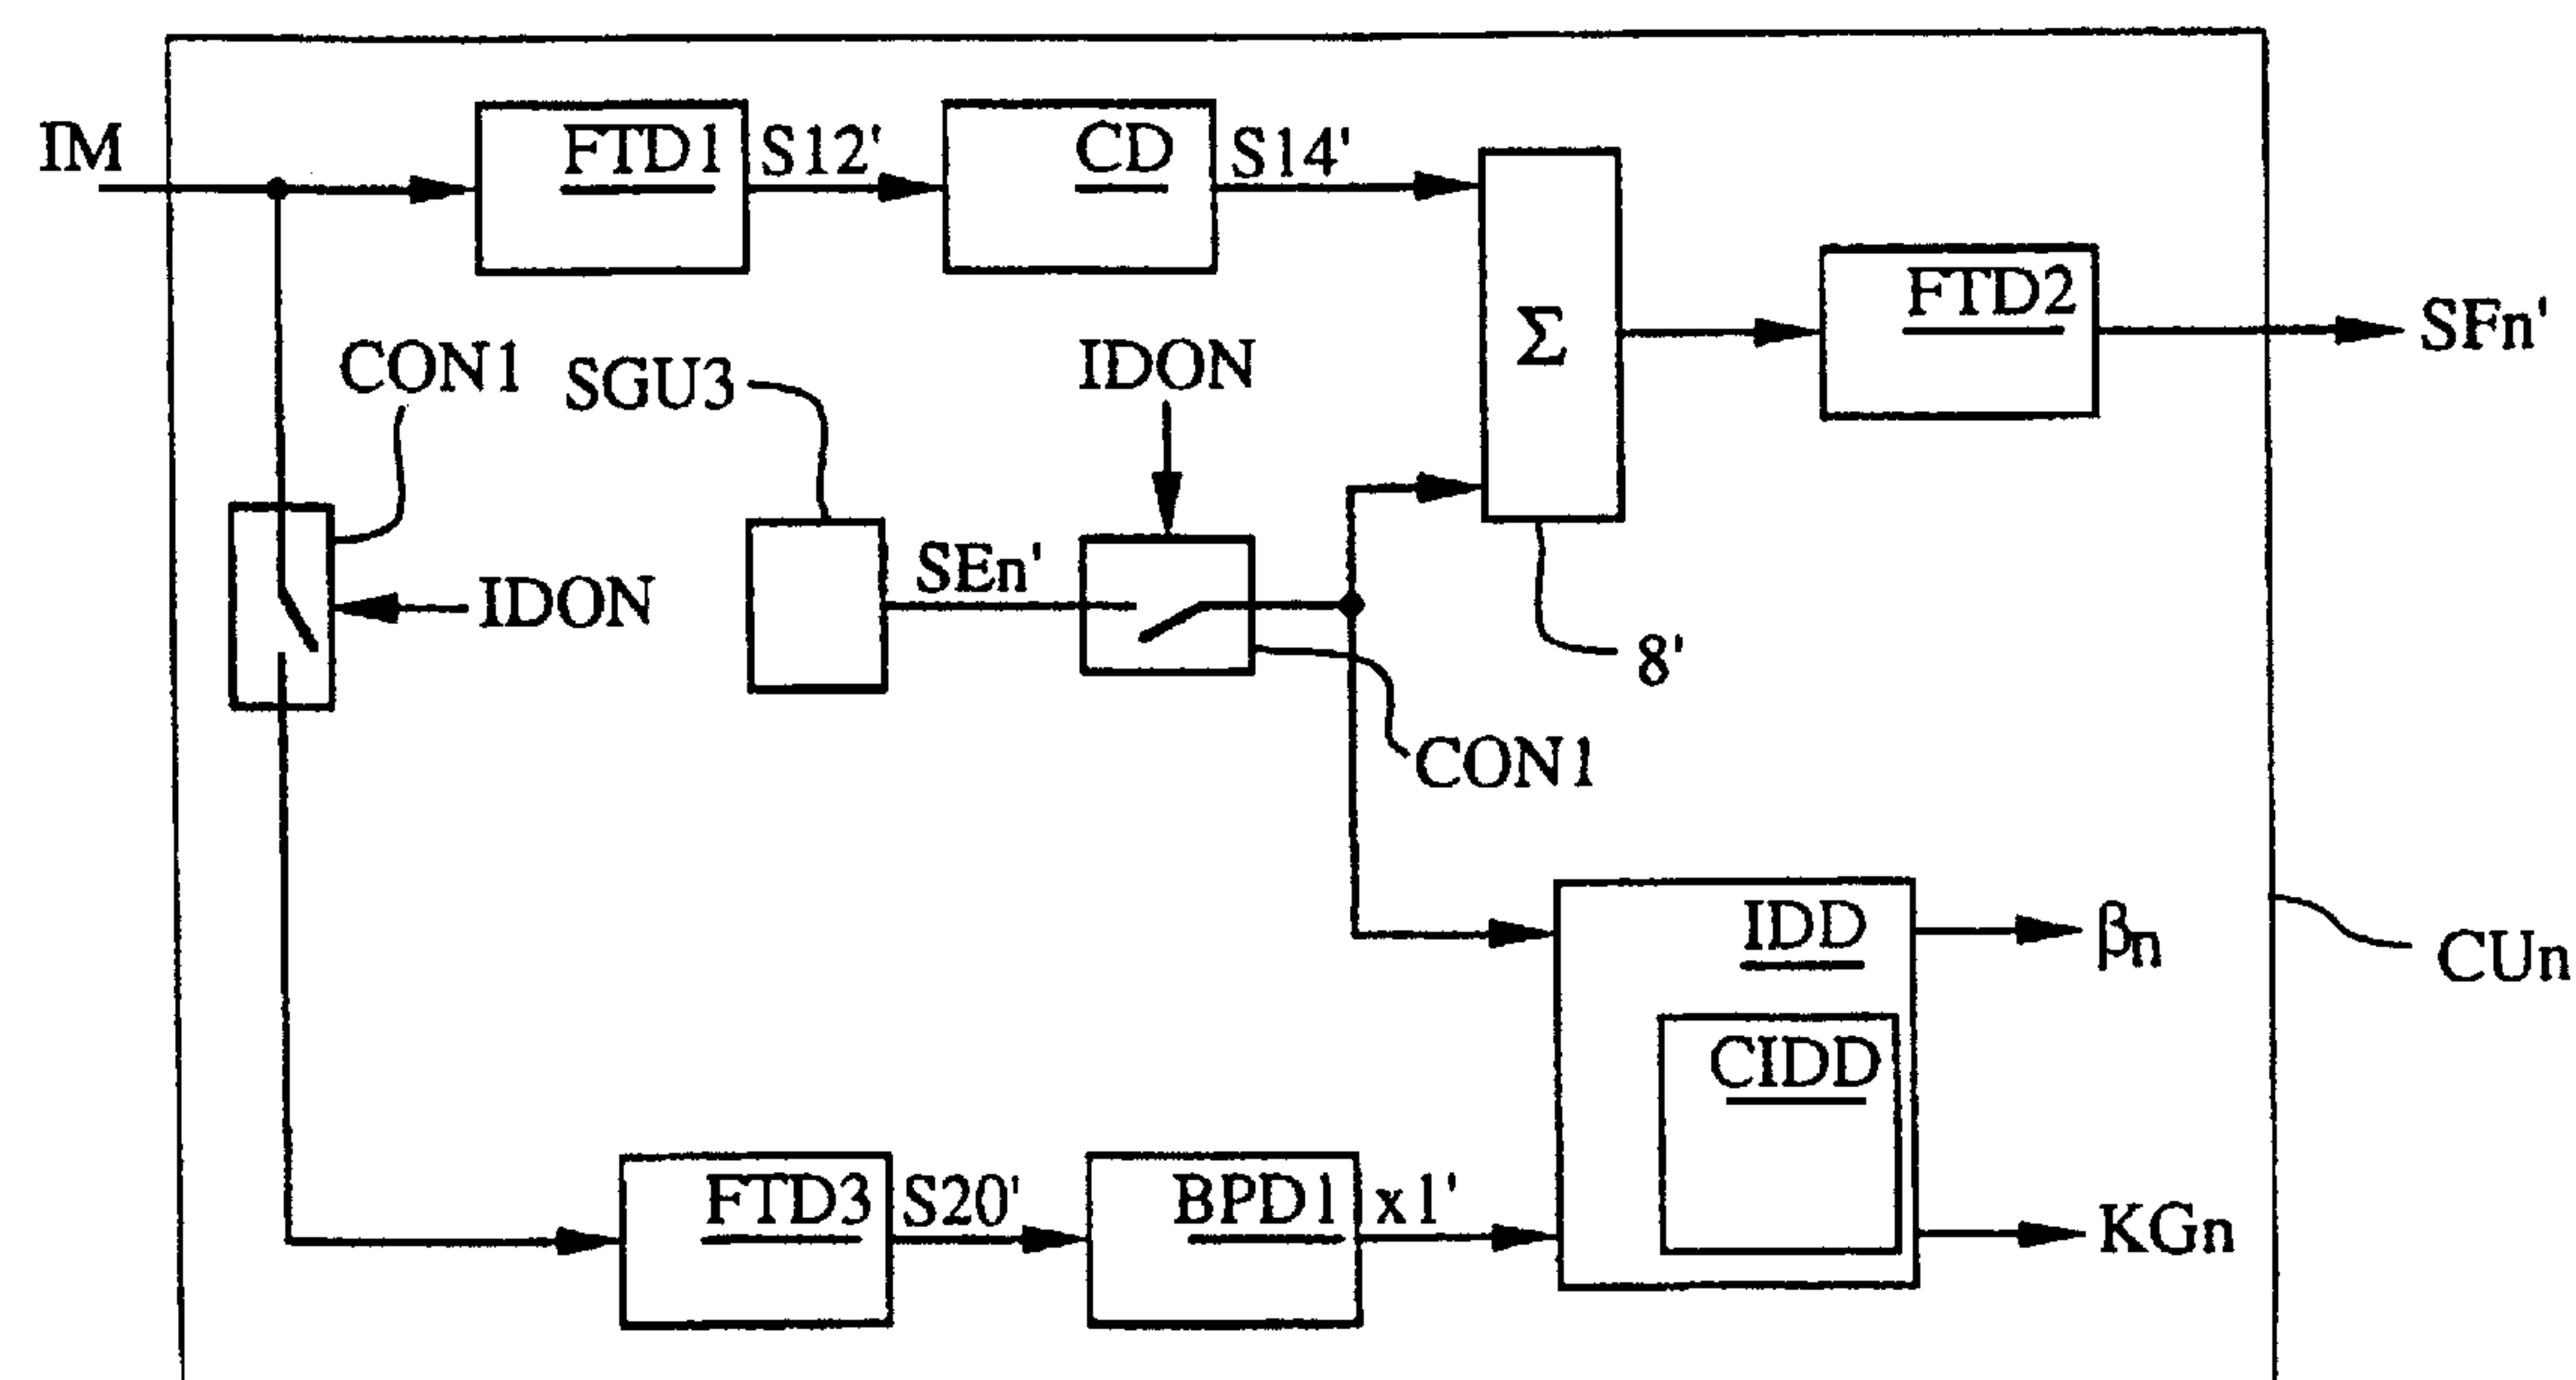 IM
FTD1
S12'
CD
S14'
Σ
FTD2
SFn'
CON1
SGU3
IDON
SEn'
IDON
8'
CON1
IDD
βn
CUn
CIDD
FTD3
S20'
BPD1
x1'
KGn